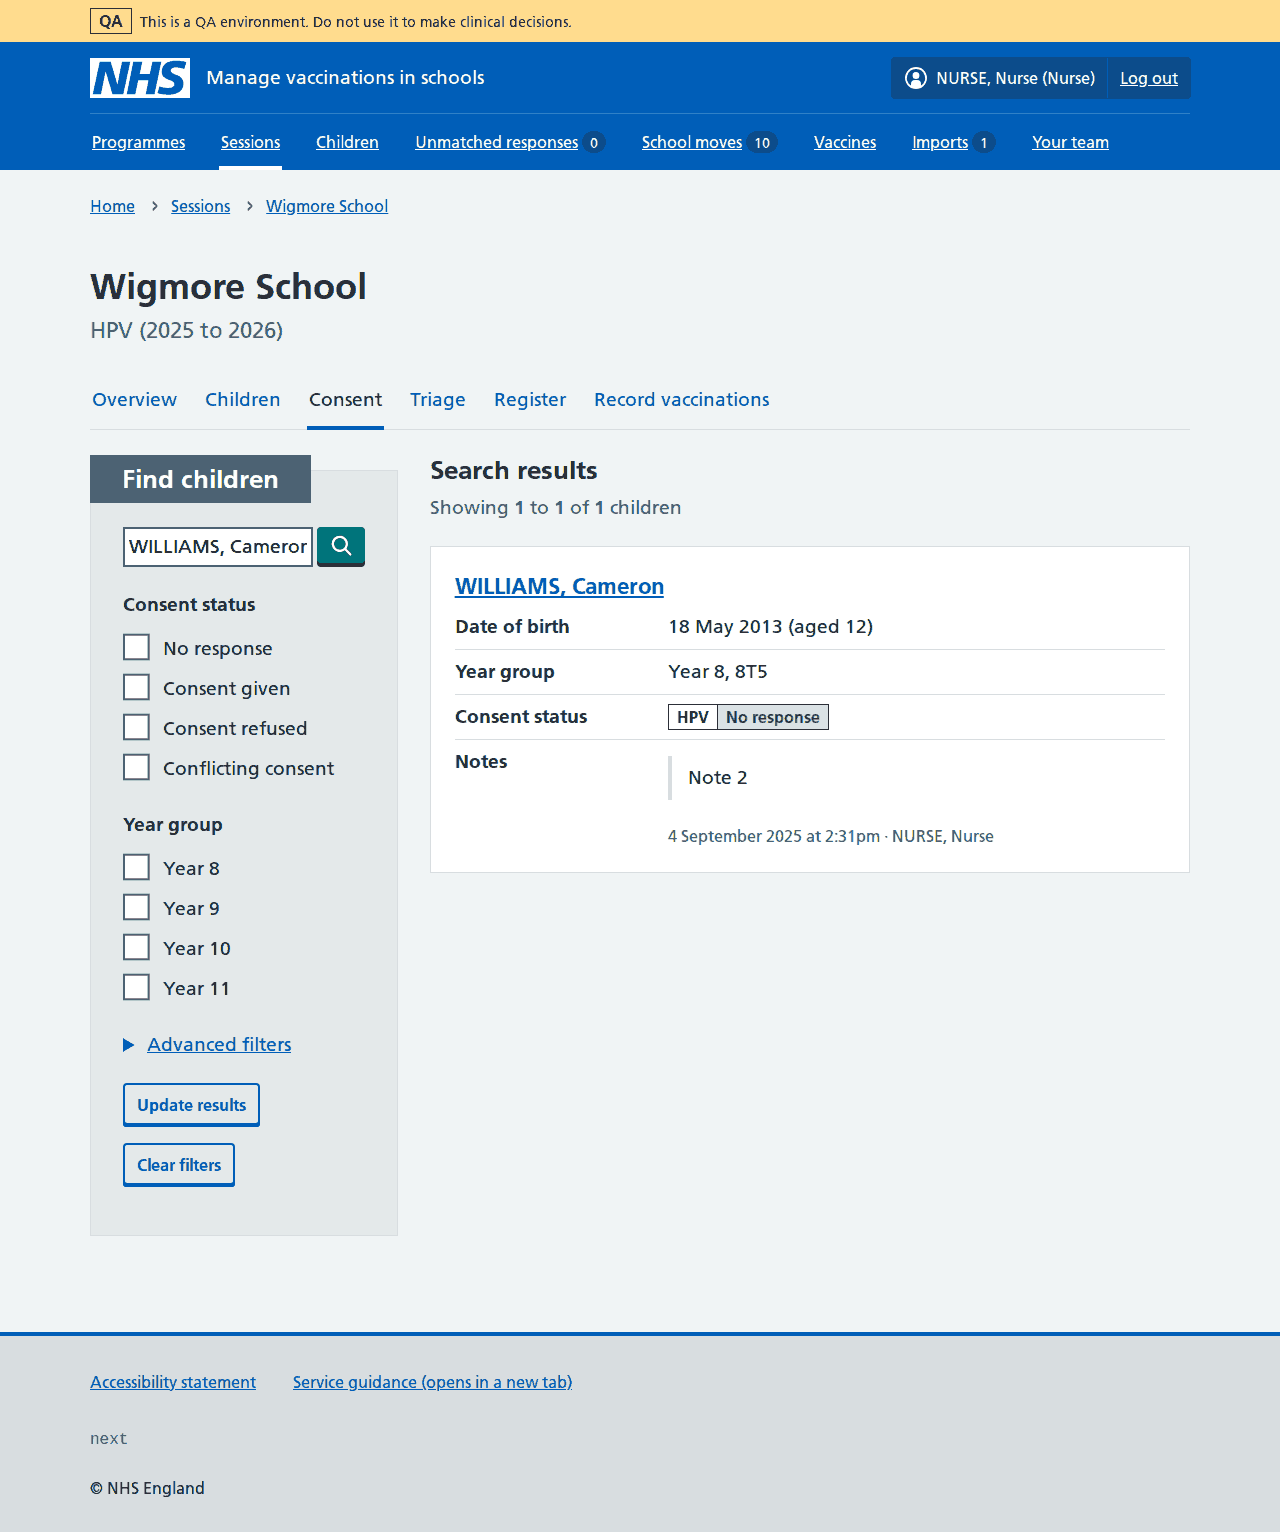 QA This is a QA environment. Do not use it to make clinical decisions.
NHS Manage vaccinations in schools NURSE, Nurse (Nurse) Log out
Programmes Sessions Children Unmatched responses 0 School moves 10 Vaccines Imports 1 Your team
Home Sessions Wigmore School
Wigmore School
HPV (2025 to 2026)
Overview Children Consent Triage Register Record vaccinations
Find children
WILLIAMS, Cameror
Consent status
No response
Consent given
Consent refused
Conflicting consent
Year group
Year 8
Year 9
Year 10
Year 11
Advanced filters
Update results
Clear filters
Search results
Showing 1 to 1 of 1 children
WILLIAMS, Cameron
Date of birth 18 May 2013 (aged 12)
Year group Year 8, 8T5
Consent status HPV No response
Notes Note 2
4 September 2025 at 2:31pm · NURSE, Nurse
Accessibility statement Service guidance (opens in a new tab)
next
© NHS England